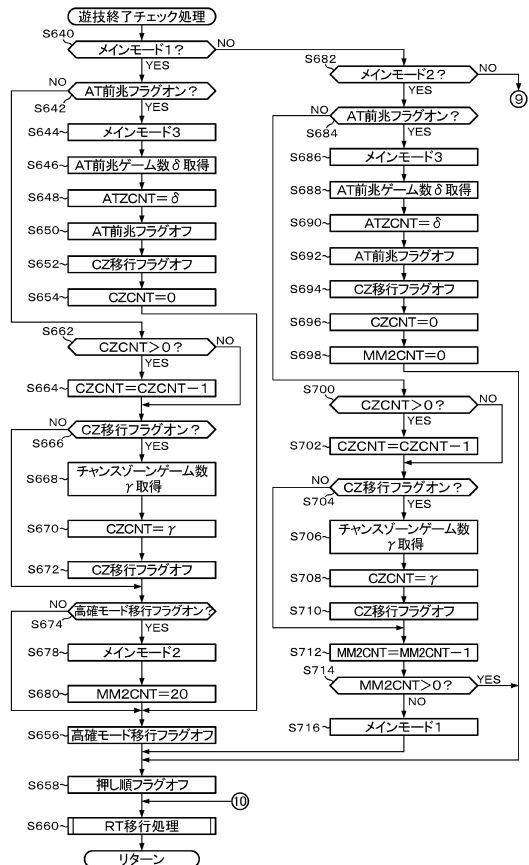 遊技終了チェック処理
S640
メインモード1?
NO
YES
NO
AT前兆フラグオン?
S642
YES
S644
メインモード3
S646
AT前兆ゲーム数δ取得
S648
ATZCNT=δ
S650
AT前兆フラグオフ
S652
CZ移行フラグオフ
S654
CZCNT=0
S662
CZCNT>0?
NO
YES
S664
CZCNT=CZCNT-1
NO
CZ移行フラグオン?
S666
YES
S668
チャンスゾーンゲーム数
γ取得
S670
CZCNT=γ
S672
CZ移行フラグオフ
NO
高確モード移行フラグオン?
S674
YES
S678
メインモード2
S680
MM2CNT=20
S656
高確モード移行フラグオフ
S658
押し順フラグオフ
⑩
S660
RT移行処理
リターン
S682
メインモード2?
NO
⑨
YES
NO
AT前兆フラグオン?
S684
YES
S686
メインモード3
S688
AT前兆ゲーム数δ取得
S690
ATZCNT=δ
S692
AT前兆フラグオフ
S694
CZ移行フラグオフ
S696
CZCNT=0
S698
MM2CNT=0
S700
CZCNT>0?
NO
YES
S702
CZCNT=CZCNT-1
NO
CZ移行フラグオン?
S704
YES
S706
チャンスゾーンゲーム数
γ取得
S708
CZCNT=γ
S710
CZ移行フラグオフ
S712
MM2CNT=MM2CNT-1
S714
MM2CNT>0?
YES
NO
S716
メインモード1